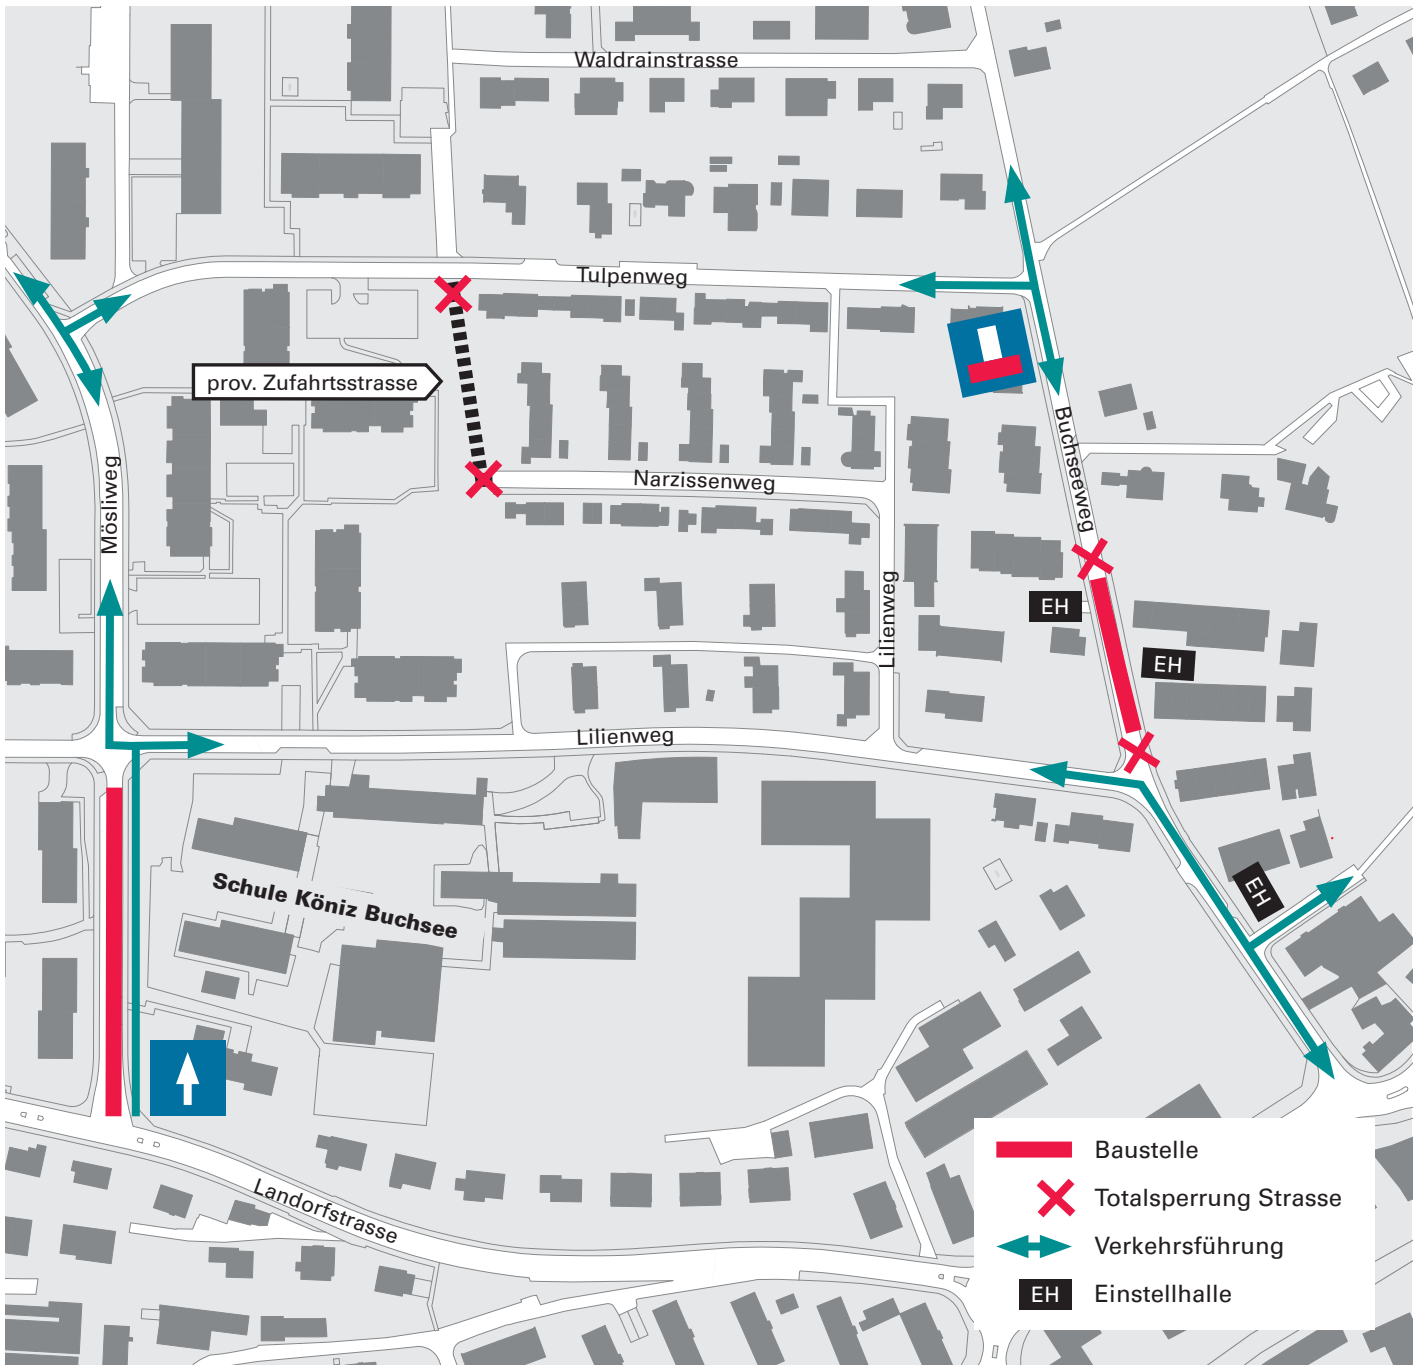 Waldrainstrasse
Tulpenweg
prov. Zufahrtsstrasse
Buchseeweg
Mösliweg
Narzissenweg
Lilienweg
EH
EH
Lilienweg
Schule Köniz Buchsee
EH
Landorfstrasse
Baustelle
Totalsperrung Strasse
Verkehrsführung
EH Einstellhalle